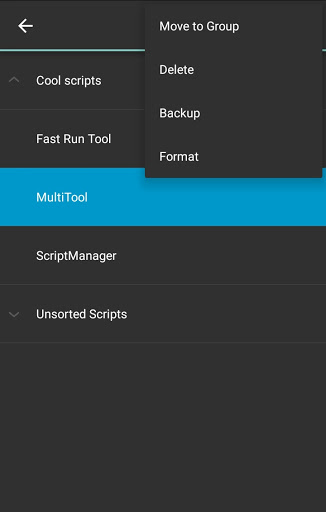 Move to Group
Delete
Backup
Format
Cool scripts
Fast Run Tool
MultiTool
ScriptManager
Unsorted Scripts